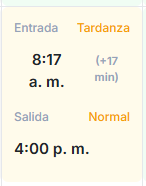 Entrada Tardanza
8:17 (+17
a. m. min)
Salida Normal
4:00 p. m.